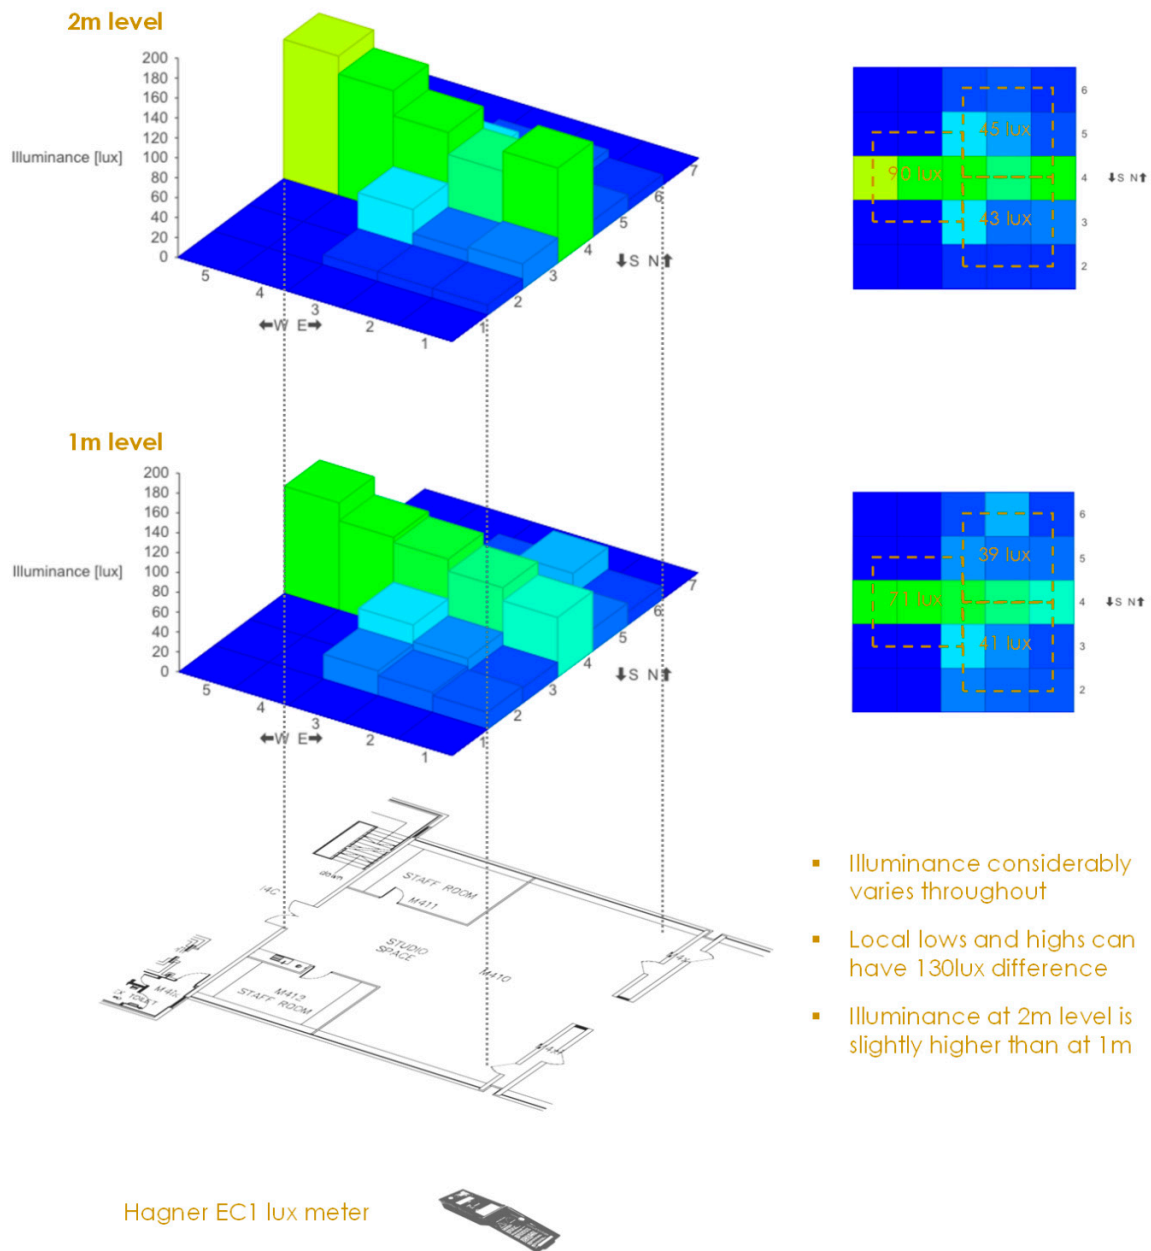 2m level
200
180
160
140
120
100
80
60
40
20
0
Illuminance [lux]
5
4
3
2
1
←W E→
1
2
3
4
5
6
7
↓S N↑
45 lux
90 lux
43 lux
6
5
4
3
2
↓S N↑
1m level
200
180
160
140
120
100
80
60
40
20
0
Illuminance [lux]
5
4
3
2
1
←W E→
1
2
3
4
5
6
7
↓S N↑
39 lux
71 lux
41 lux
6
5
4
3
2
↓S N↑
down
STAFF ROOM
M411
STUDIO
SPACE
M410
M412
STAFF ROOM
▪ Illuminance considerably
varies throughout
▪ Local lows and highs can
have 130lux difference
▪ Illuminance at 2m level is
slightly higher than at 1m
Hagner EC1 lux meter